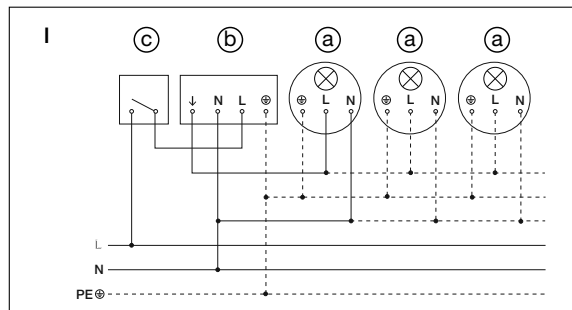 I c b a a a
↓ N L ⏚ ⏚ L N ⏚ L N ⏚ L N
L
N
PE ⏚